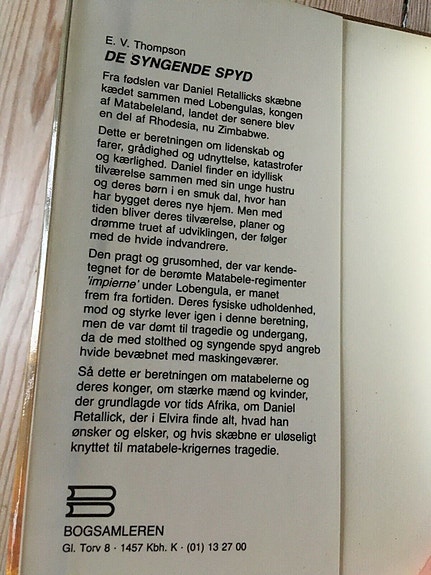 E. V. Thompson
DE SYNGENDE SPYD
Fra fødslen var Daniel Retallicks skæbne
kædet sammen med Lobengulas, kongen
af Matabeleland, landet der senere blev
en del af Rhodesia, nu Zimbabwe.
Dette er beretningen om lidenskab og
farer, grådighed og udnyttelse, katastrofer
og kærlighed. Daniel finder en idyllisk
tilværelse sammen med sin unge hustru
og deres børn i en smuk dal, hvor han
har bygget deres nye hjem. Men med
tiden bliver deres tilværelse, planer og
drømme truet af udviklingen, der følger
med de hvide indvandrere.
Den pragt og grusomhed, der var kende-
tegnet for de berømte Matabele-regimenter
'impierne' under Lobengula, er manet
frem fra fortiden. Deres fysiske udholdenhed,
mod og styrke lever igen i denne beretning,
men de var dømt til tragedie og undergang,
da de med stolthed og syngende spyd angreb
hvide bevæbnet med maskingeværer.
Så dette er beretningen om matabelerne og
deres konger, om stærke mænd og kvinder,
der grundlagde vor tids Afrika, om Daniel
Retallick, der i Elvira finde alt, hvad han
ønsker og elsker, og hvis skæbne er uløseligt
knyttet til matabele-krigernes tragedie.
BOGSAMLEREN
Gl. Torv 8 · 1457 Kbh. K · (01) 13 27 00